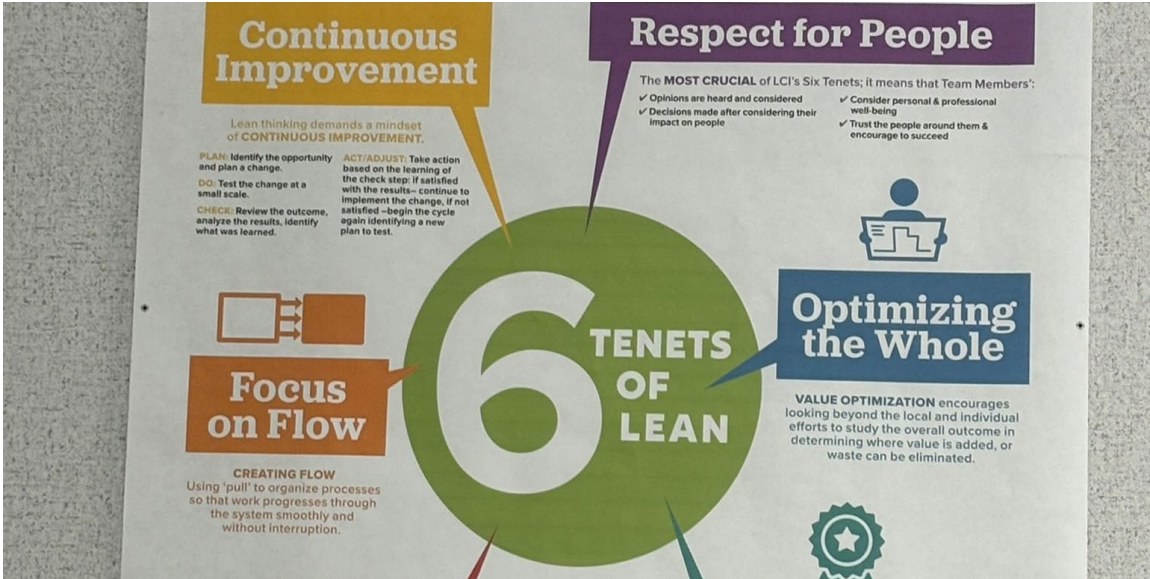 Continuous
Improvement
Lean thinking demands a mindset
of CONTINUOUS IMPROVEMENT.
PLAN: Identify the opportunity
and plan a change.
DO: Test the change at a
small scale.
CHECK: Review the outcome,
analyze the results, identify
what was learned.
ACT/ADJUST: Take action
based on the learning of
the check step: if satisfied
with the results– continue to
implement the change, if not
satisfied –begin the cycle
again identifying a new
plan to test.
Respect for People
The MOST CRUCIAL of LCI's Six Tenets; it means that Team Members':
✓ Opinions are heard and considered
✓ Decisions made after considering their
impact on people
✓ Consider personal & professional
well-being
✓ Trust the people around them &
encourage to succeed
Focus
on Flow
CREATING FLOW
Using 'pull' to organize processes
so that work progresses through
the system smoothly and
without interruption.
6
TENETS
OF
LEAN
Optimizing
the Whole
VALUE OPTIMIZATION encourages
looking beyond the local and individual
efforts to study the overall outcome in
determining where value is added, or
waste can be eliminated.